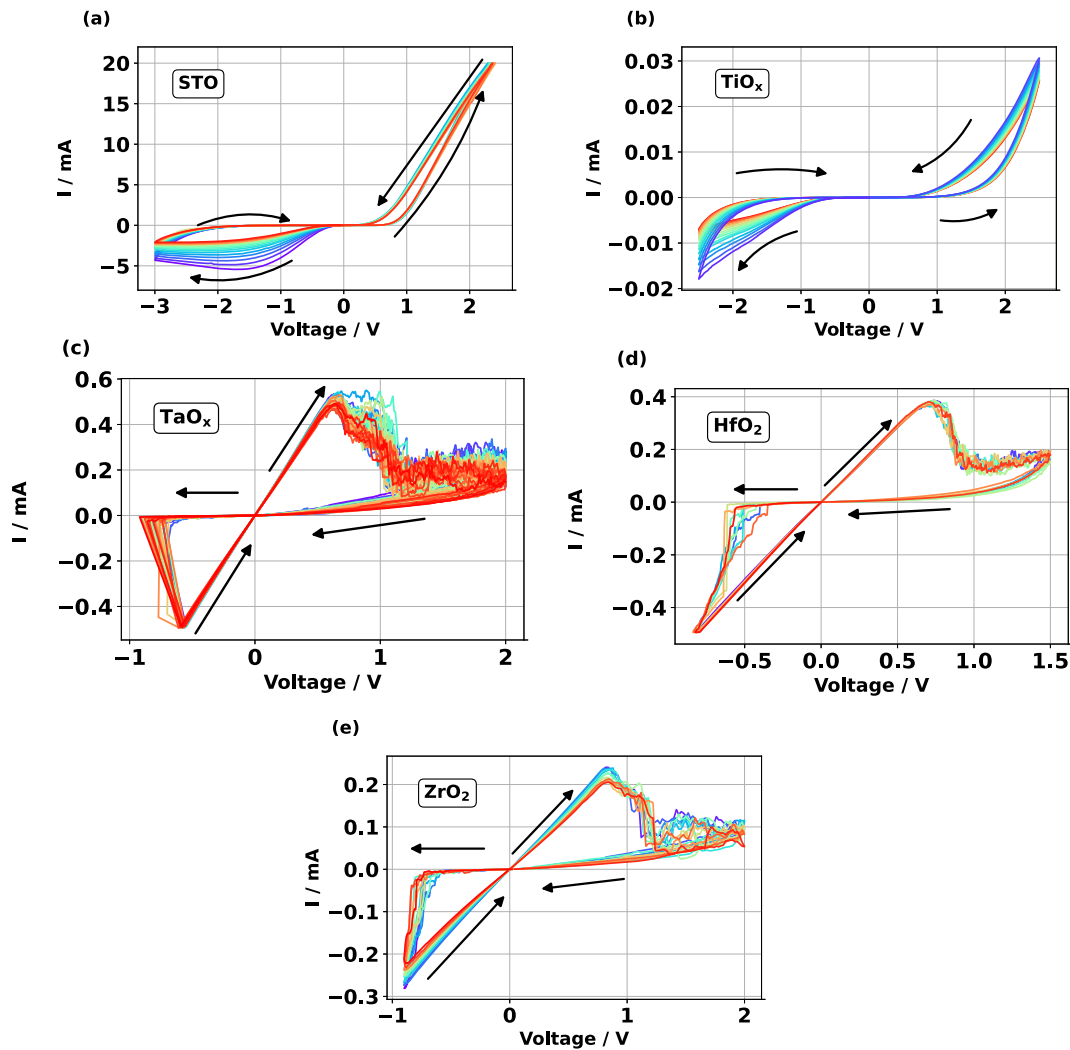 (a)
STO
20
15
10
5
0
−5
I / mA
−3 −2 −1 0 1 2
Voltage / V
(b)
TiOₓ
0.03
0.02
0.01
0.00
−0.01
−0.02
I / mA
−2 −1 0 1 2
Voltage / V
(c)
TaOₓ
0.6
0.4
0.2
0.0
−0.2
−0.4
I / mA
−1 0 1 2
Voltage / V
(d)
HfO₂
0.4
0.2
0.0
−0.2
−0.4
I / mA
−0.5 0.0 0.5 1.0 1.5
Voltage / V
(e)
ZrO₂
0.2
0.1
0.0
−0.1
−0.2
−0.3
I / mA
−1 0 1 2
Voltage / V